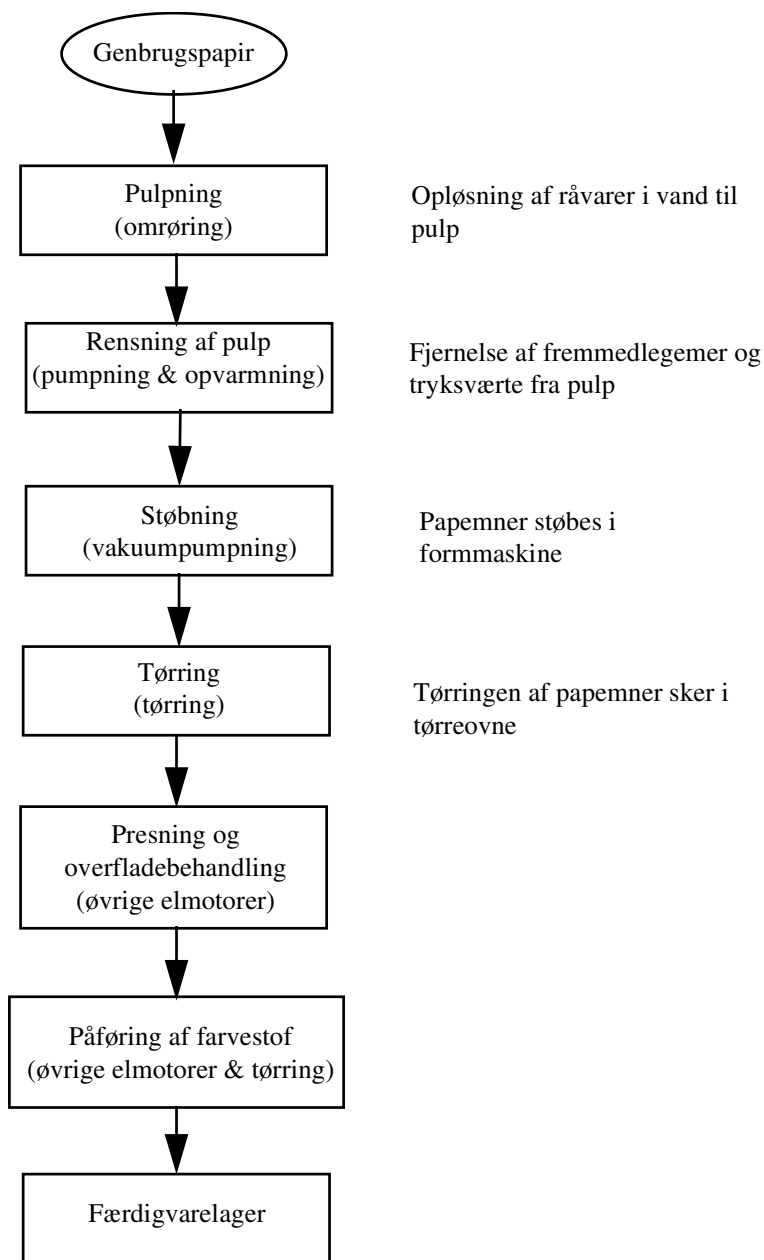 Genbrugspapir
Pulpning
(omrøring)
Opløsning af råvarer i vand til
pulp
Rensning af pulp
(pumpning & opvarmning)
Fjernelse af fremmedlegemer og
tryksværte fra pulp
Støbning
(vakuumpumpning)
Papemner støbes i
formmaskine
Tørring
(tørring)
Tørringen af papemner sker i
tørreovne
Presning og
overfladebehandling
(øvrige elmotorer)
Påføring af farvestof
(øvrige elmotorer & tørring)
Færdigvarelager